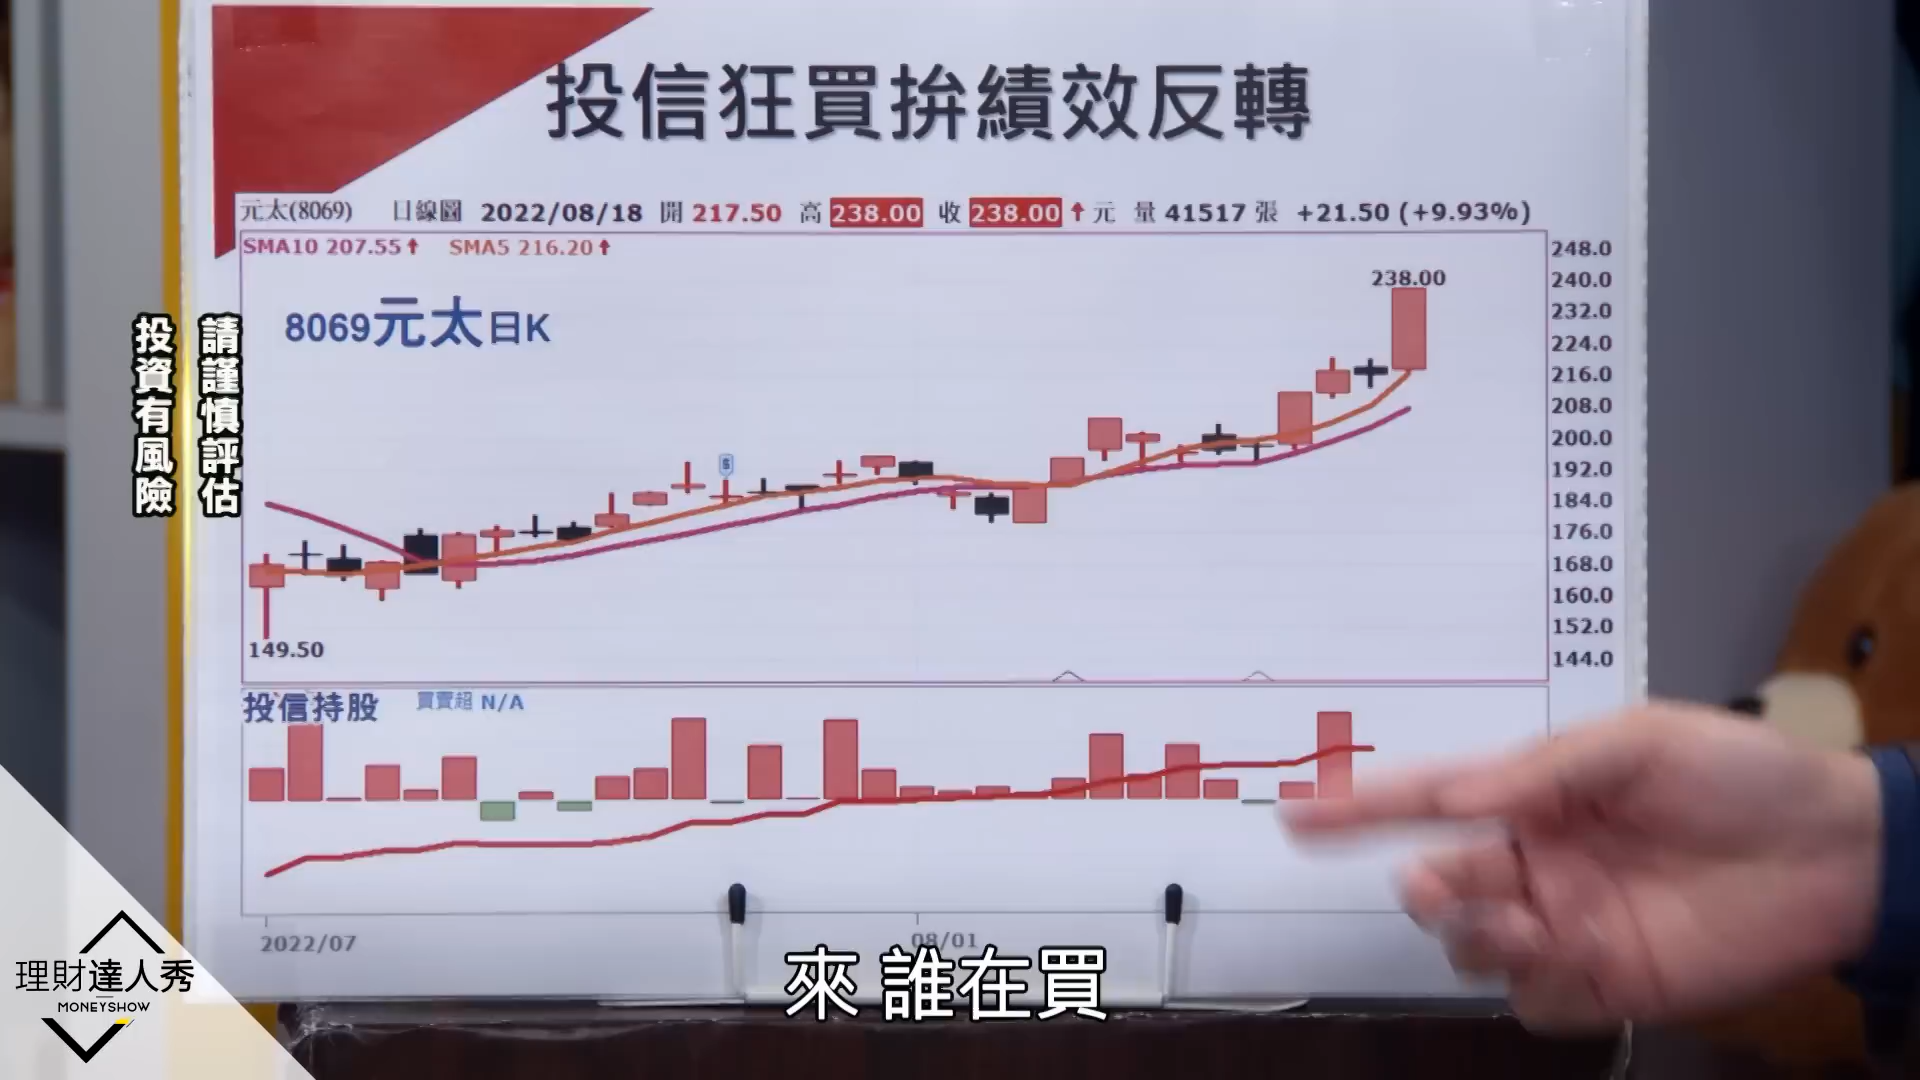 投信狂買拚績效反轉
元太(8069) 日線圖 2022/08/18 開 217.50 高 238.00 收 238.00 ↑ 元 量 41517 張 +21.50 (+9.93%)
SMA10 207.55 ↑ SMA5 216.20 ↑
248.0
238.00
240.0
8069元太日K
232.0
224.0
216.0
208.0
200.0
192.0
184.0
176.0
168.0
160.0
152.0
144.0
149.50
請謹慎評估
投資有風險
投信持股 買賣超 N/A
2022/07
08/01
來 誰在買
理財達人秀
MONEYSHOW